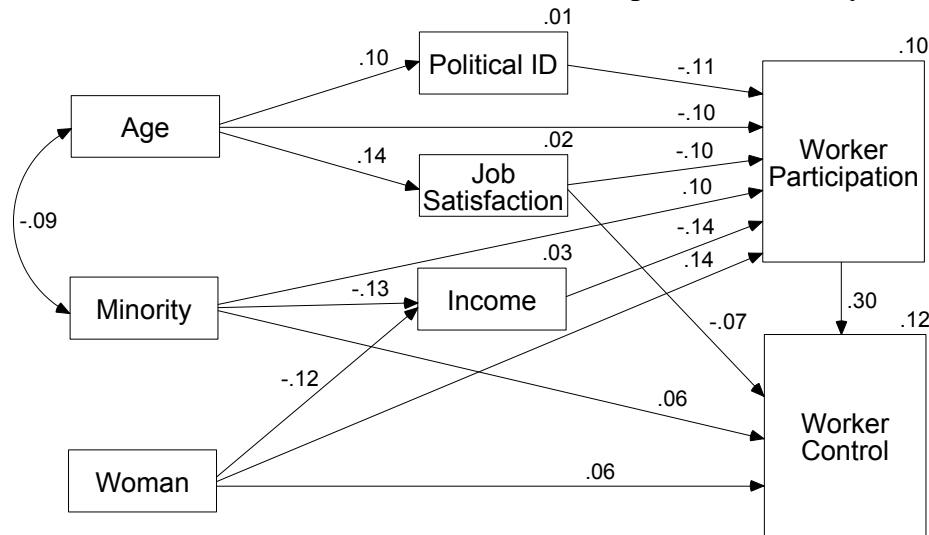 .01
.10
.10
Political ID
-.11
Age
-.10
Worker
Participation
.02
.14
Job
Satisfaction
-.10
.10
-.09
-.14
.03
.14
Minority
-.13
Income
.30
-.07
.12
-.12
.06
Worker
Control
Woman
.06